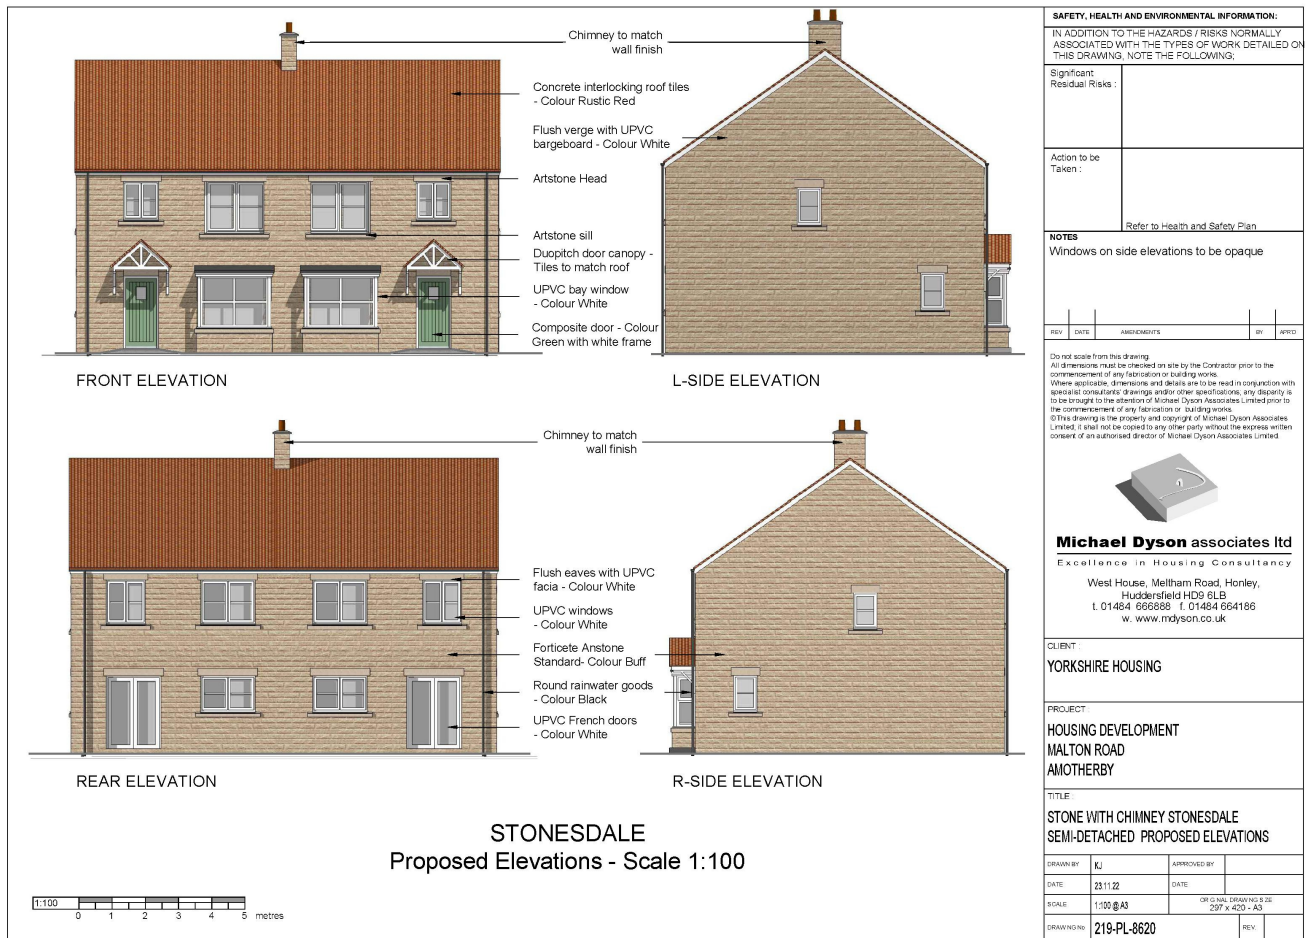 Chimney to match
wall finish
Concrete interlocking roof tiles
- Colour Rustic Red
Flush verge with UPVC
bargeboard - Colour White
Artstone Head
Artstone sill
Duopitch door canopy -
Tiles to match roof
UPVC bay window
- Colour White
Composite door - Colour
Green with white frame
FRONT ELEVATION
L-SIDE ELEVATION
Chimney to match
wall finish
Flush eaves with UPVC
facia - Colour White
UPVC windows
- Colour White
Forticete Anstone
Standard- Colour Buff
Round rainwater goods
- Colour Black
UPVC French doors
- Colour White
REAR ELEVATION
R-SIDE ELEVATION
STONESDALE
Proposed Elevations - Scale 1:100
1:100
0 1 2 3 4 5 metres
SAFETY, HEALTH AND ENVIRONMENTAL INFORMATION:
IN ADDITION TO THE HAZARDS / RISKS NORMALLY
ASSOCIATED WITH THE TYPES OF WORK DETAILED ON
THIS DRAWING, NOTE THE FOLLOWING;
Significant
Residual Risks :
Action to be
Taken :
Refer to Health and Safety Plan
NOTES
Windows on side elevations to be opaque
REV DATE AMENDMENTS BY APR'D
Do not scale from this drawing.
All dimensions must be checked on site by the Contractor prior to the
commencement of any fabrication or building works.
Where applicable, dimensions and details are to be read in conjunction with
specialist consultants' drawings and/or other specifications, any disparity is
to be brought to the attention of Michael Dyson Associates Limited prior to
the commencement of any fabrication or building works.
© This drawing is the property and copyright of Michael Dyson Associates
Limited, it shall not be copied to any other party without the express written
consent of an authorised director of Michael Dyson Associates Limited.
Michael Dyson associates ltd
Excellence in Housing Consultancy
West House, Meltham Road, Honley,
Huddersfield HD9 6LB
t. 01484 666888 f. 01484 664186
w. www.mdyson.co.uk
CLIENT :
YORKSHIRE HOUSING
PROJECT :
HOUSING DEVELOPMENT
MALTON ROAD
AMOTHERBY
TITLE :
STONE WITH CHIMNEY STONESDALE
SEMI-DETACHED PROPOSED ELEVATIONS
DRAWN BY KJ APPROVED BY
DATE 23.11.22 DATE
SCALE 1:100 @ A3 ORIGINAL DRAWING SIZE
297 x 420 - A3
DRAWING No 219-PL-8620 REV.